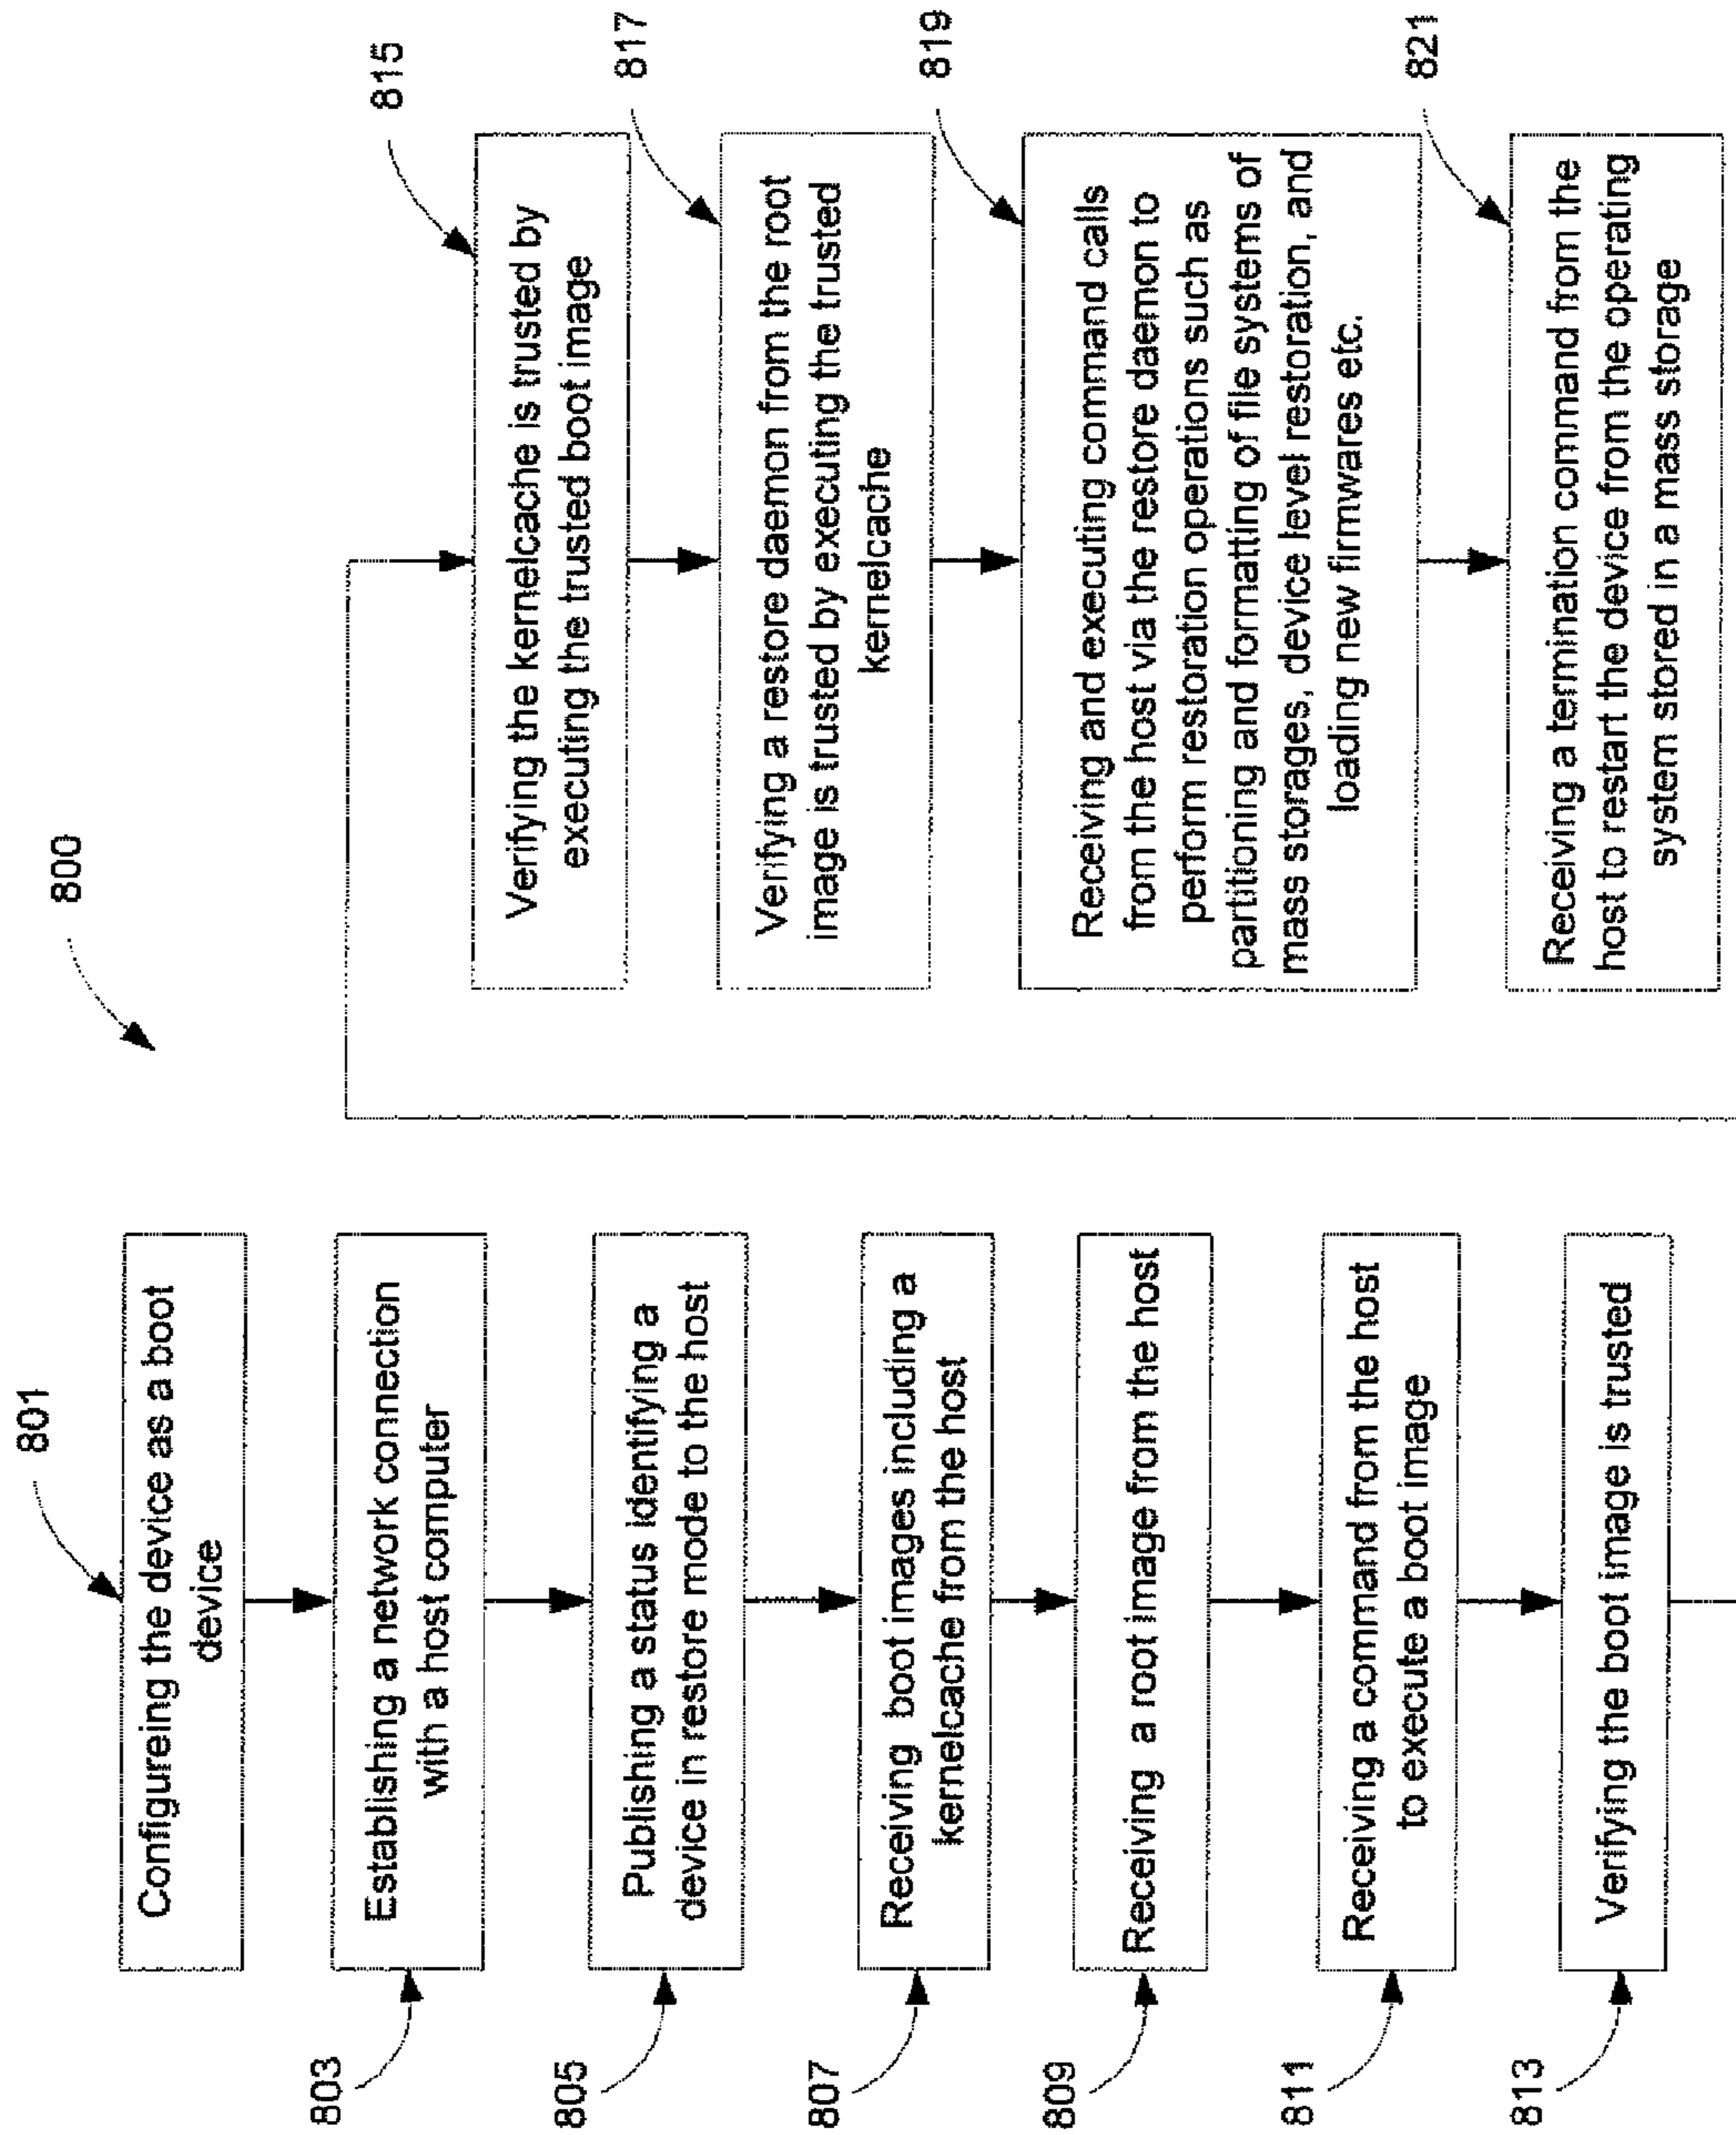 800
801
Configureing the device as a boot
device
803
Establishing a network connection
with a host computer
805
Publishing a status identifying a
device in restore mode to the host
807
Receiving boot images including a
kernelcache from the host
809
Receiving a root image from the host
811
Receiving a command from the host
to execute a boot image
813
Verifying the boot image is trusted
815
Verifying the kernelcache is trusted by
executing the trusted boot image
817
Verifying a restore daemon from the root
image is trusted by executing the trusted
kernelcache
819
Receiving and executing command calls
from the host via the restore daemon to
perform restoration operations such as
partitioning and formatting of file systems of
mass storages, device level restoration, and
loading new firmwares etc.
821
Receiving a termination command from the
host to restart the device from the operating
system stored in a mass storage